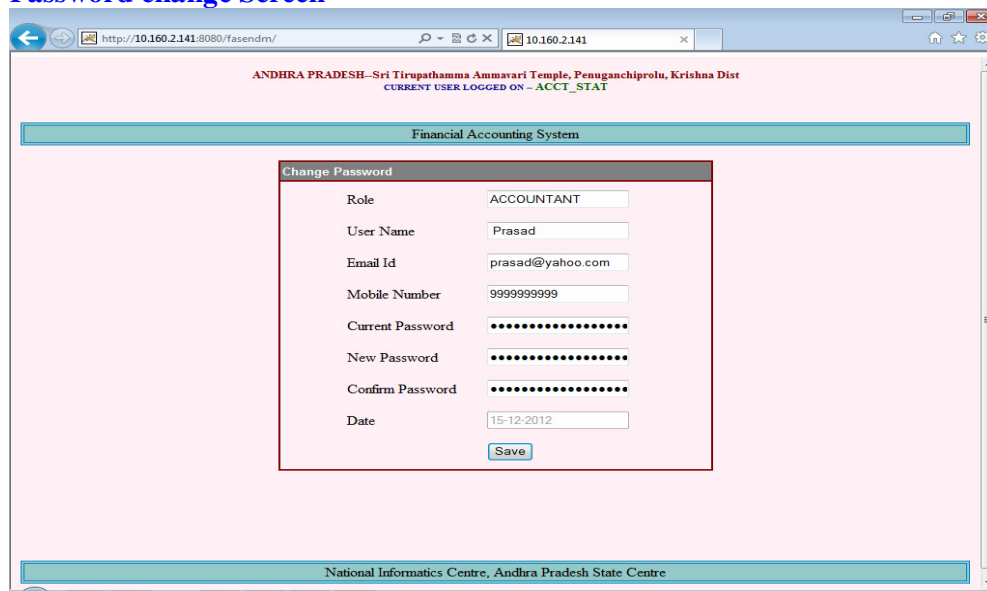 Password change Screen
http://10.160.2.141:8080/fasendm/
10.160.2.141
ANDHRA PRADESH--Sri Tirupathamma Ammavari Temple, Penuganchiprolu, Krishna Dist
CURRENT USER LOGGED ON – ACCT_STAT
Financial Accounting System
Change Password
Role ACCOUNTANT
User Name Prasad
Email Id prasad@yahoo.com
Mobile Number 9999999999
Current Password ••••••••••••••••••
New Password ••••••••••••••••••
Confirm Password ••••••••••••••••••
Date 15-12-2012
Save
National Informatics Centre, Andhra Pradesh State Centre